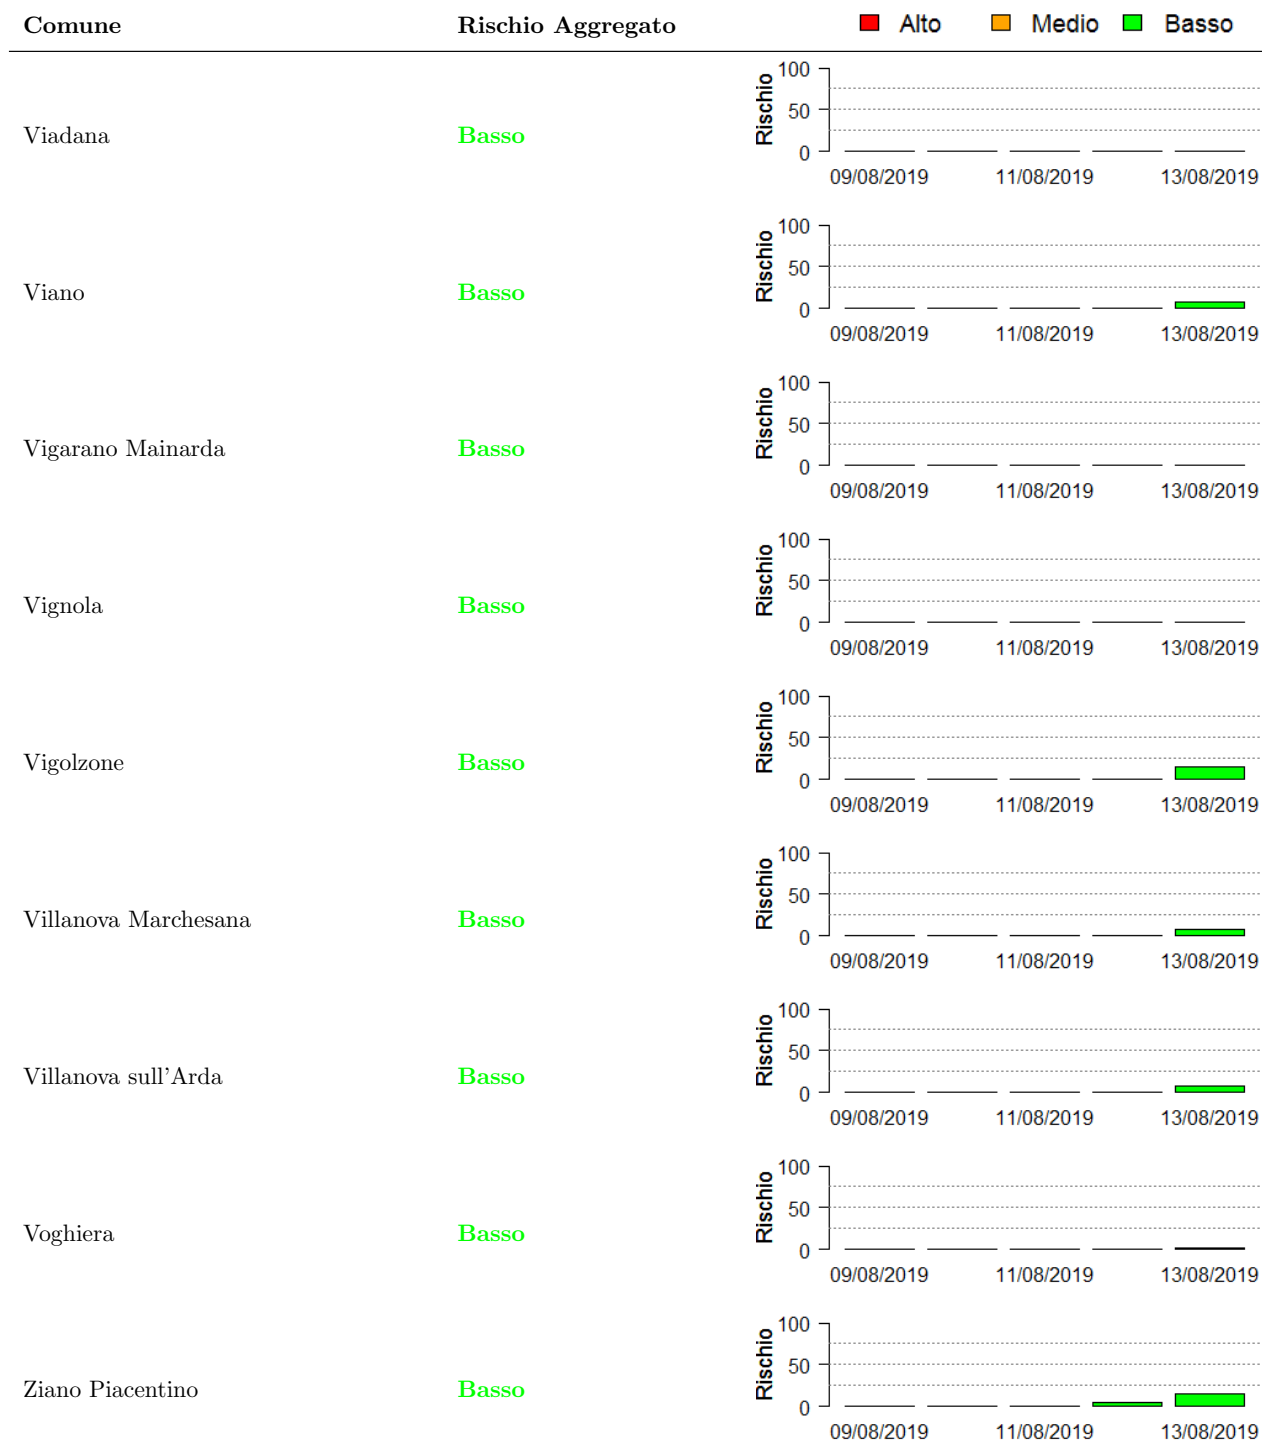 Comune Rischio Aggregato Alto Medio Basso
Viadana Basso Rischio 100 50 0
09/08/2019 11/08/2019 13/08/2019
Viano Basso Rischio 100 50 0
09/08/2019 11/08/2019 13/08/2019
Vigarano Mainarda Basso Rischio 100 50 0
09/08/2019 11/08/2019 13/08/2019
Vignola Basso Rischio 100 50 0
09/08/2019 11/08/2019 13/08/2019
Vigolzone Basso Rischio 100 50 0
09/08/2019 11/08/2019 13/08/2019
Villanova Marchesana Basso Rischio 100 50 0
09/08/2019 11/08/2019 13/08/2019
Villanova sull'Arda Basso Rischio 100 50 0
09/08/2019 11/08/2019 13/08/2019
Voghiera Basso Rischio 100 50 0
09/08/2019 11/08/2019 13/08/2019
Ziano Piacentino Basso Rischio 100 50 0
09/08/2019 11/08/2019 13/08/2019